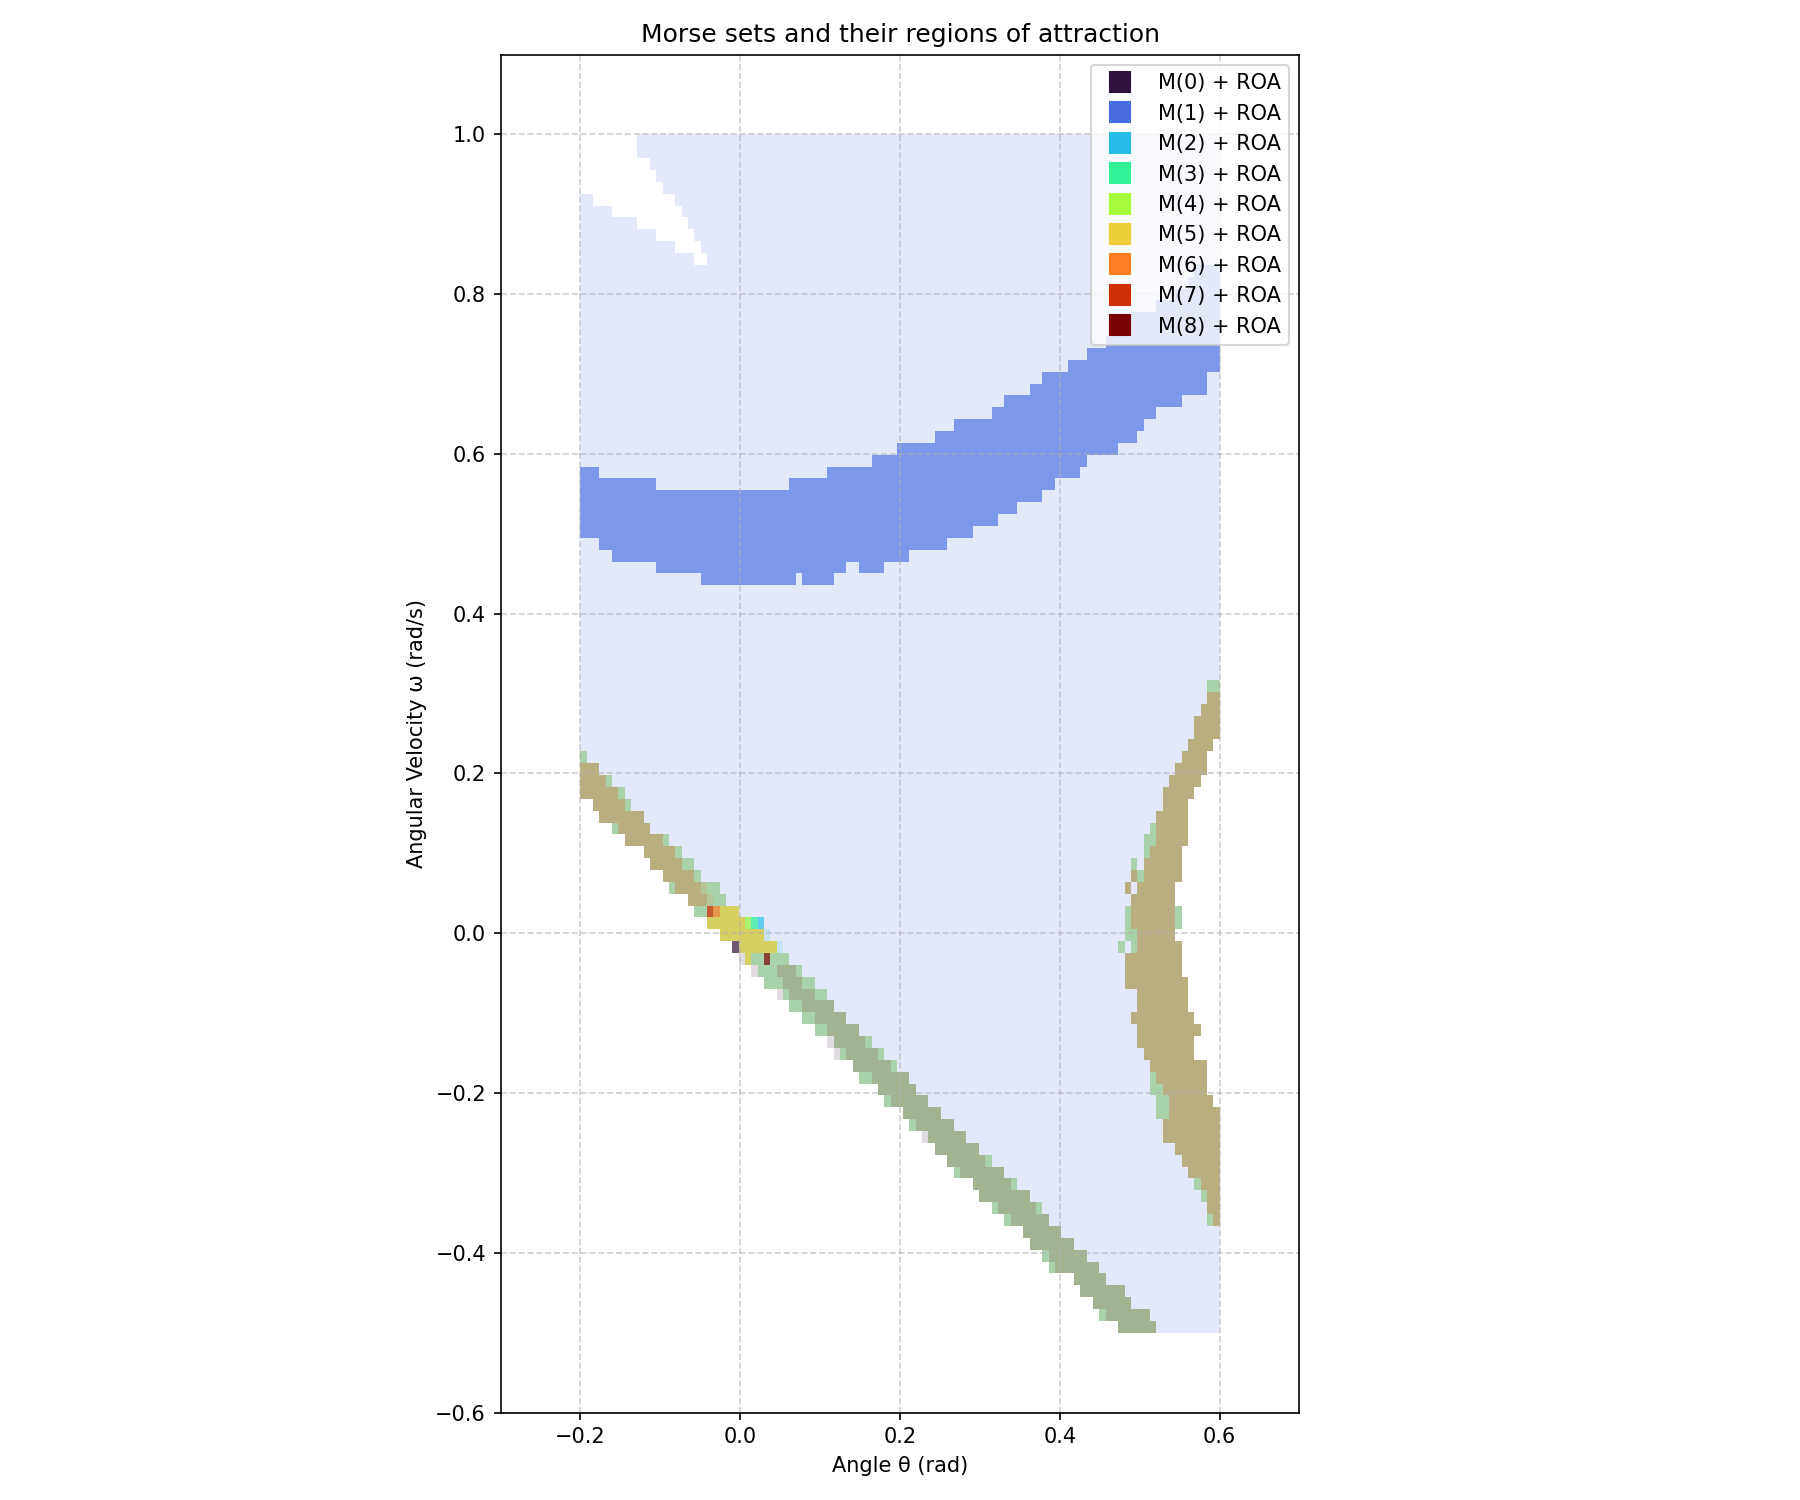 Morse sets and their regions of attraction
M(0) + ROA
M(1) + ROA
M(2) + ROA
M(3) + ROA
M(4) + ROA
M(5) + ROA
M(6) + ROA
M(7) + ROA
M(8) + ROA
1.0
0.8
0.6
0.4
0.2
0.0
−0.2
−0.4
−0.6
Angular Velocity ω (rad/s)
−0.2 0.0 0.2 0.4 0.6
Angle θ (rad)